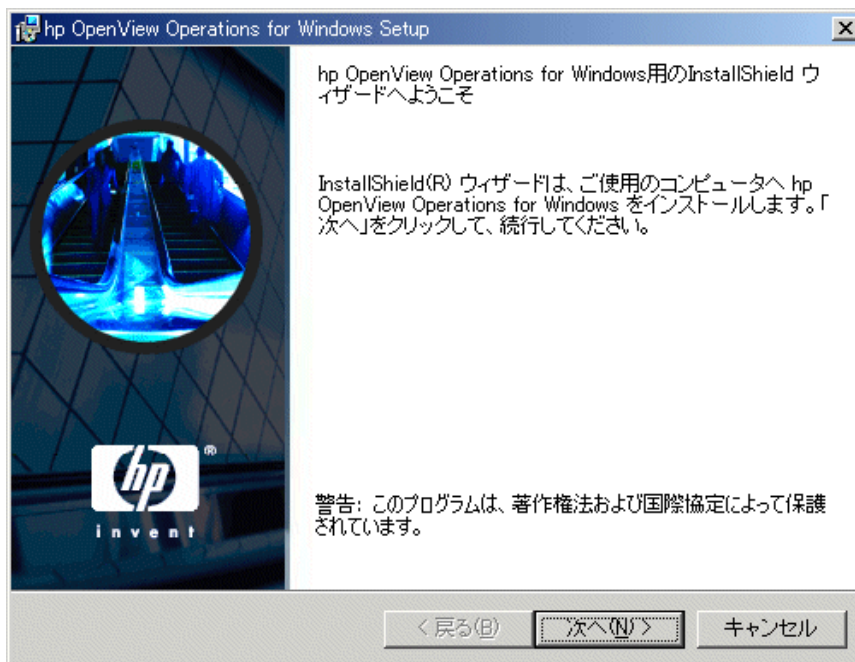 hp OpenView Operations for Windows Setup
hp OpenView Operations for Windows用のInstallShield ウ
ィザードへようこそ
InstallShield(R) ウィザードは、ご使用のコンピュータへ hp
OpenView Operations for Windows をインストールします。「
次へ」をクリックして、続行してください。
hp
®
invent
警告: このプログラムは、著作権法および国際協定によって保護
されています。
< 戻る(B)
次へ(N) >
キャンセル